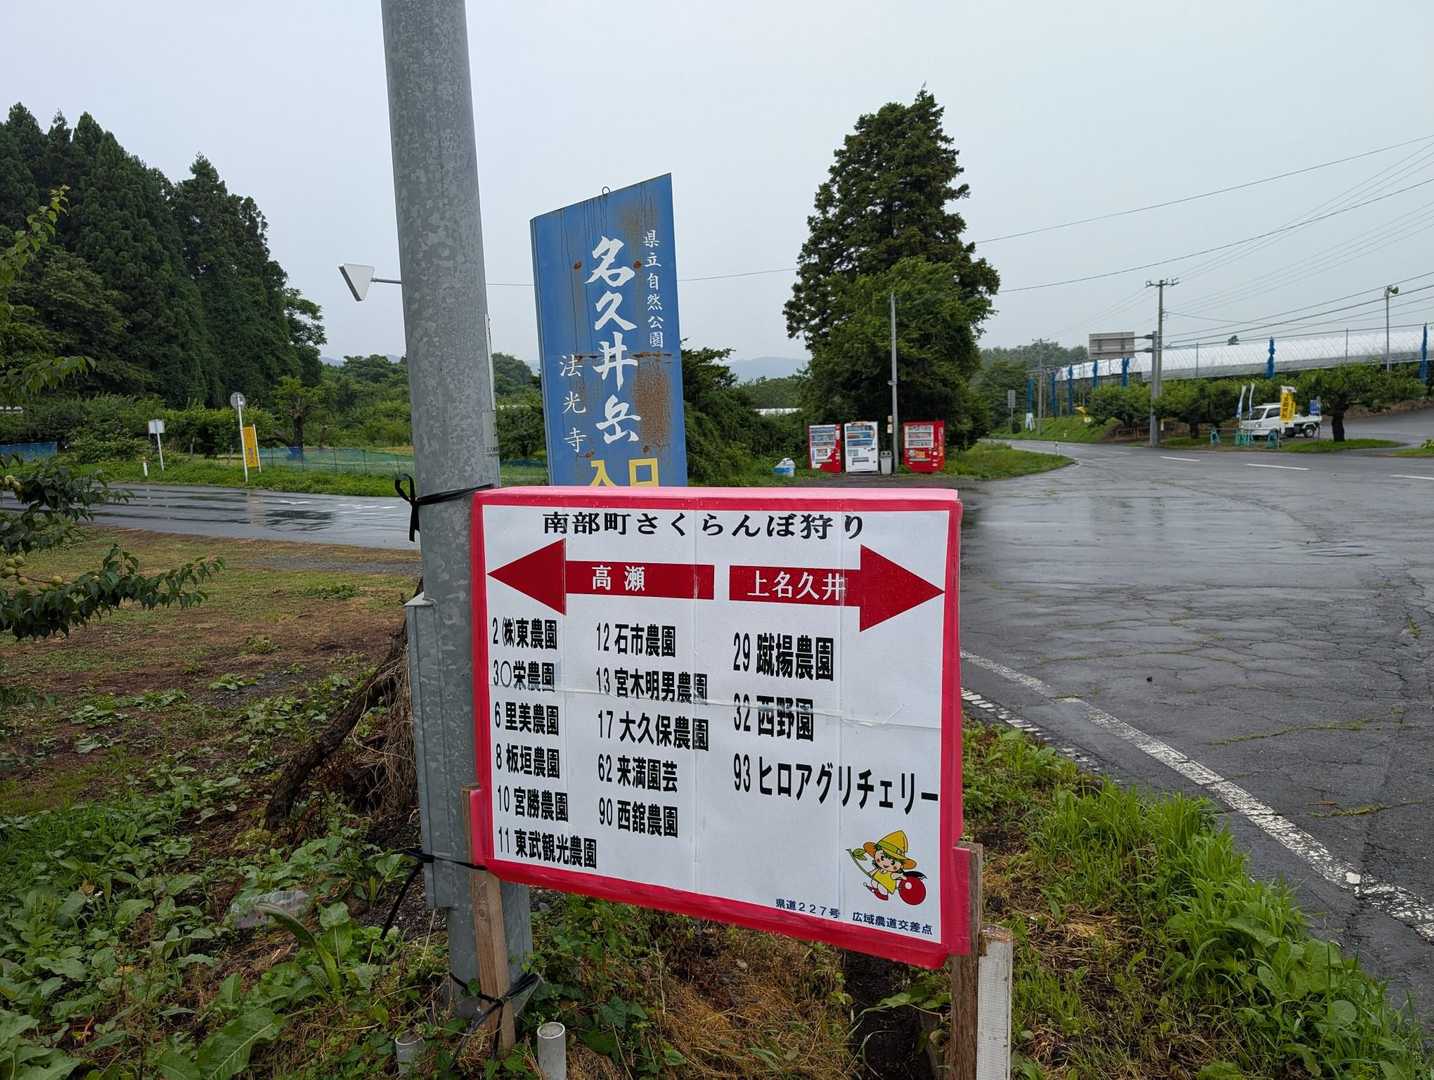 県立自然公園
名久井岳
法光寺
入口
南部町さくらんぼ狩り
高瀬
上名久井
2 ㈱東農園
3〇栄農園
6 里美農園
8 板垣農園
10 宮勝農園
11 東武観光農園
12 石市農園
13 宮木明男農園
17 大久保農園
62 来満園芸
90 西舘農園
29 蹴揚農園
32 西野園
93 ヒロアグリチェリー
県道227号 広域農道交差点